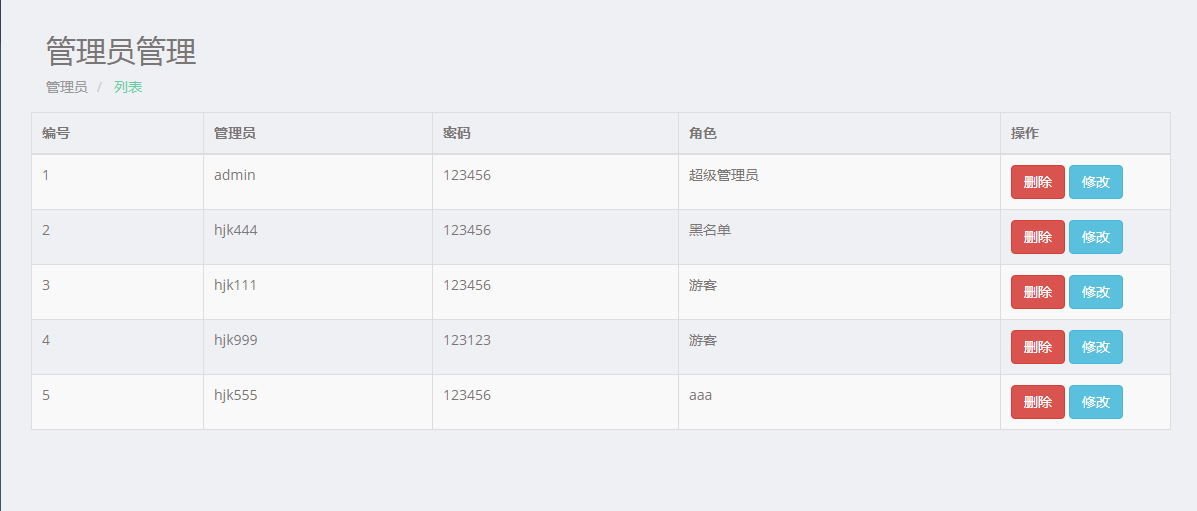 管理员管理
管理员 / 列表
编号 管理员 密码 角色 操作
1 admin 123456 超级管理员 删除 修改
2 hjk444 123456 黑名单 删除 修改
3 hjk111 123456 游客 删除 修改
4 hjk999 123123 游客 删除 修改
5 hjk555 123456 aaa 删除 修改